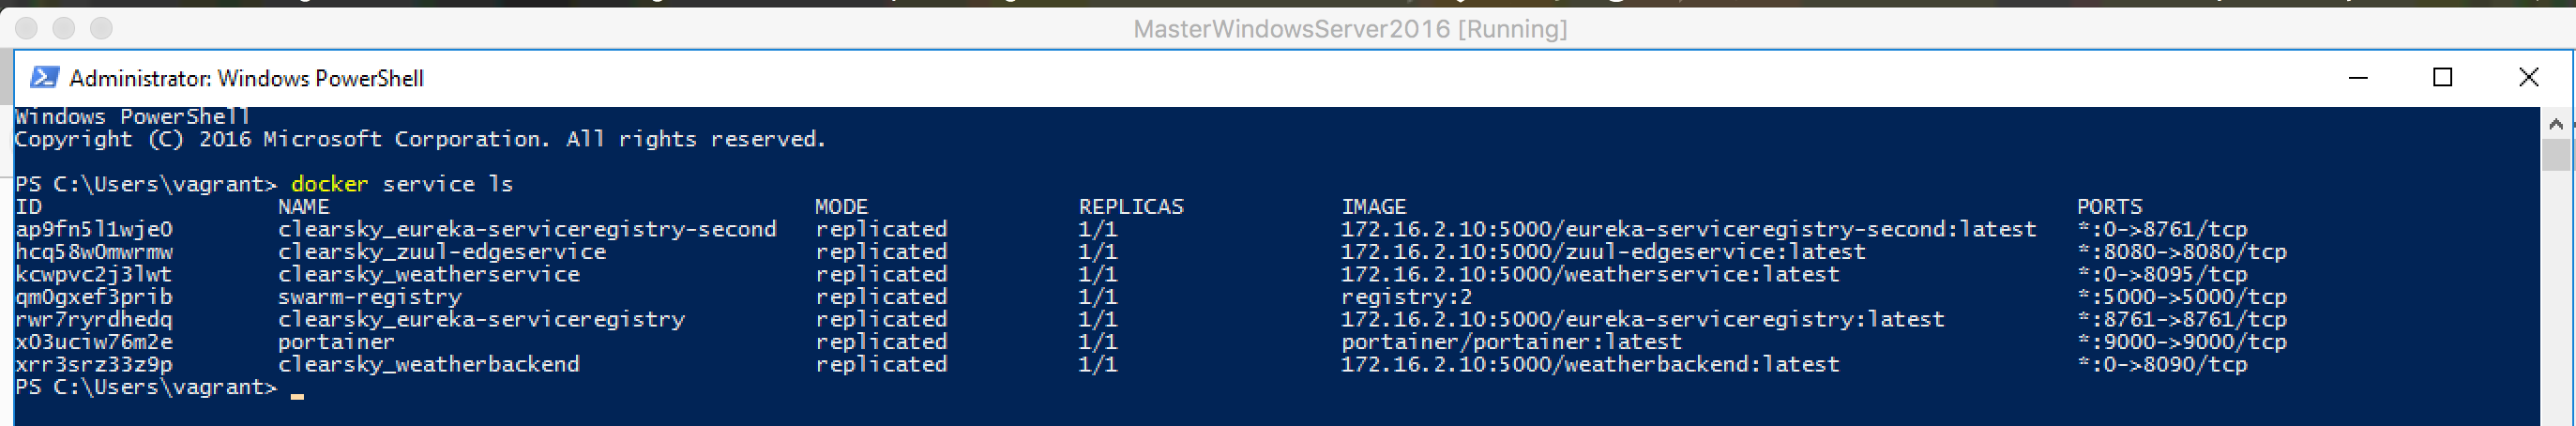 MasterWindowsServer2016 [Running]
Administrator: Windows PowerShell
Windows PowerShell
Copyright (C) 2016 Microsoft Corporation. All rights reserved.
PS C:\Users\vagrant> docker service ls
ID NAME MODE REPLICAS IMAGE PORTS
ap9fn5l1wje0 clearsky_eureka-serviceregistry-second replicated 1/1 172.16.2.10:5000/eureka-serviceregistry-second:latest *:0->8761/tcp
hcq58w0mwrmw clearsky_zuul-edgeservice replicated 1/1 172.16.2.10:5000/zuul-edgeservice:latest *:8080->8080/tcp
kcwpvc2j3lwt clearsky_weatherservice replicated 1/1 172.16.2.10:5000/weatherservice:latest *:0->8095/tcp
qm0gxef3prib swarm-registry replicated 1/1 registry:2 *:5000->5000/tcp
rwr7ryrdhedq clearsky_eureka-serviceregistry replicated 1/1 172.16.2.10:5000/eureka-serviceregistry:latest *:8761->8761/tcp
x03uciw76m2e portainer replicated 1/1 portainer/portainer:latest *:9000->9000/tcp
xrr3srz33z9p clearsky_weatherbackend replicated 1/1 172.16.2.10:5000/weatherbackend:latest *:0->8090/tcp
PS C:\Users\vagrant>